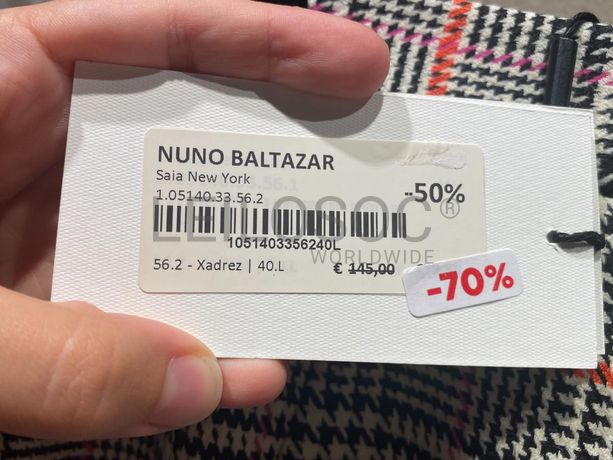 NUNO BALTAZAR
Saia New York
1.05140.33.56.2
-50%
LEILOSOC®
WORLDWIDE
1051403356240L
56.2 - Xadrez | 40.L
€ 145,00
-70%